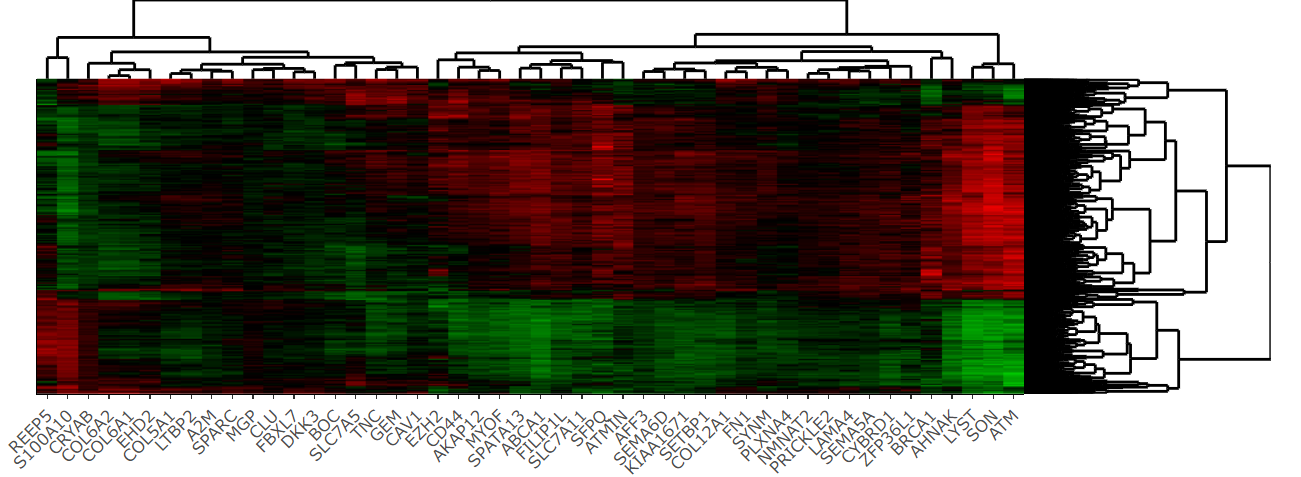 REEP5
S100A10
CRYAB
COL6A2
COL6A1
EHD2
COL5A1
LTBP2
A2M
SPARC
MGP
CLU
FBXL7
DKK3
BOC
SLC7A5
TNC
GEM
CAV1
EZH2
CD44
AKAP12
MYOF
SPATA13
ABCA1
FILIP1L
SLC7A11
SFPQ
ATMIN
AFF3
SEMA6D
KIAA1671
SETBP1
COL12A1
FN1
SYNM
PLXNA4
NMNAT2
PRICKLE2
LAMA4
SEMA5A
CYBRD1
ZFP36L1
BRCA1
AHNAK
LYST
SON
ATM